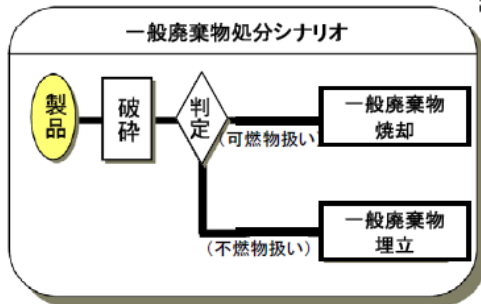 一般廃棄物処分シナリオ
製品
破砕
判定
(可燃物扱い)
一般廃棄物
焼却
(不燃物扱い)
一般廃棄物
埋立